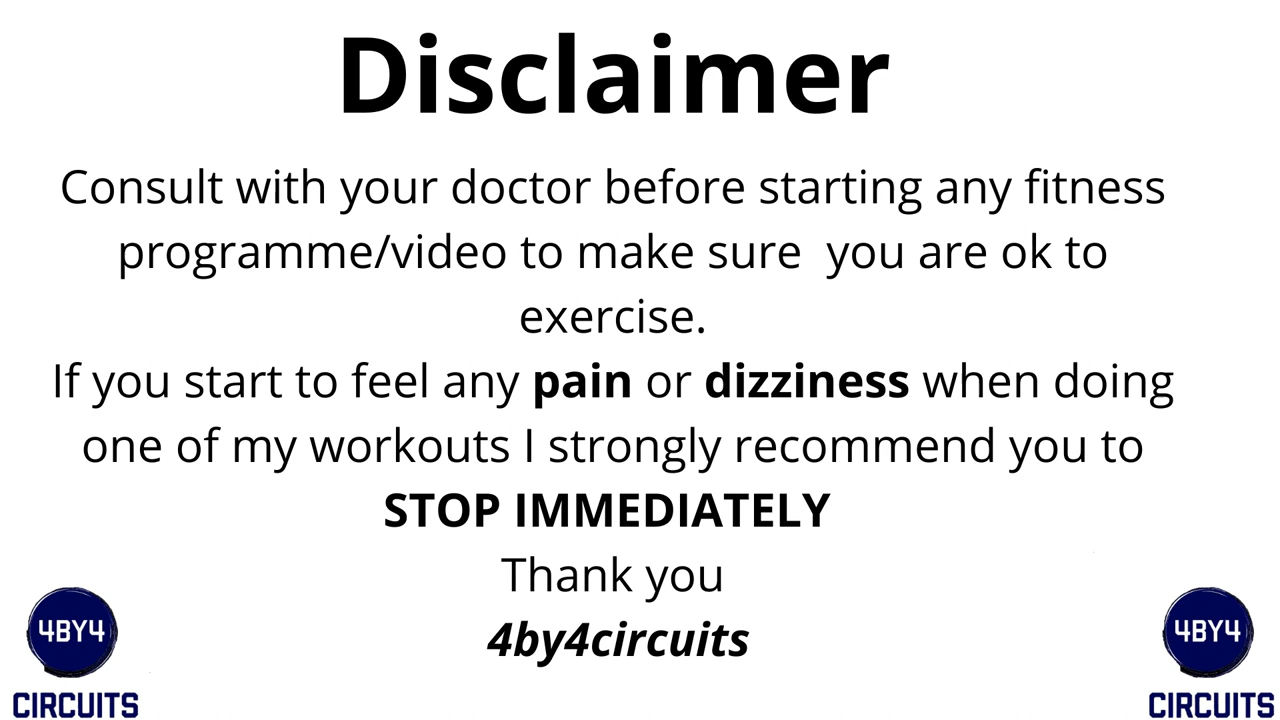 Disclaimer
Consult with your doctor before starting any fitness
programme/video to make sure  you are ok to
exercise.
If you start to feel any pain or dizziness when doing
one of my workouts I strongly recommend you to
STOP IMMEDIATELY
Thank you
4by4circuits
4BY4
CIRCUITS
4BY4
CIRCUITS